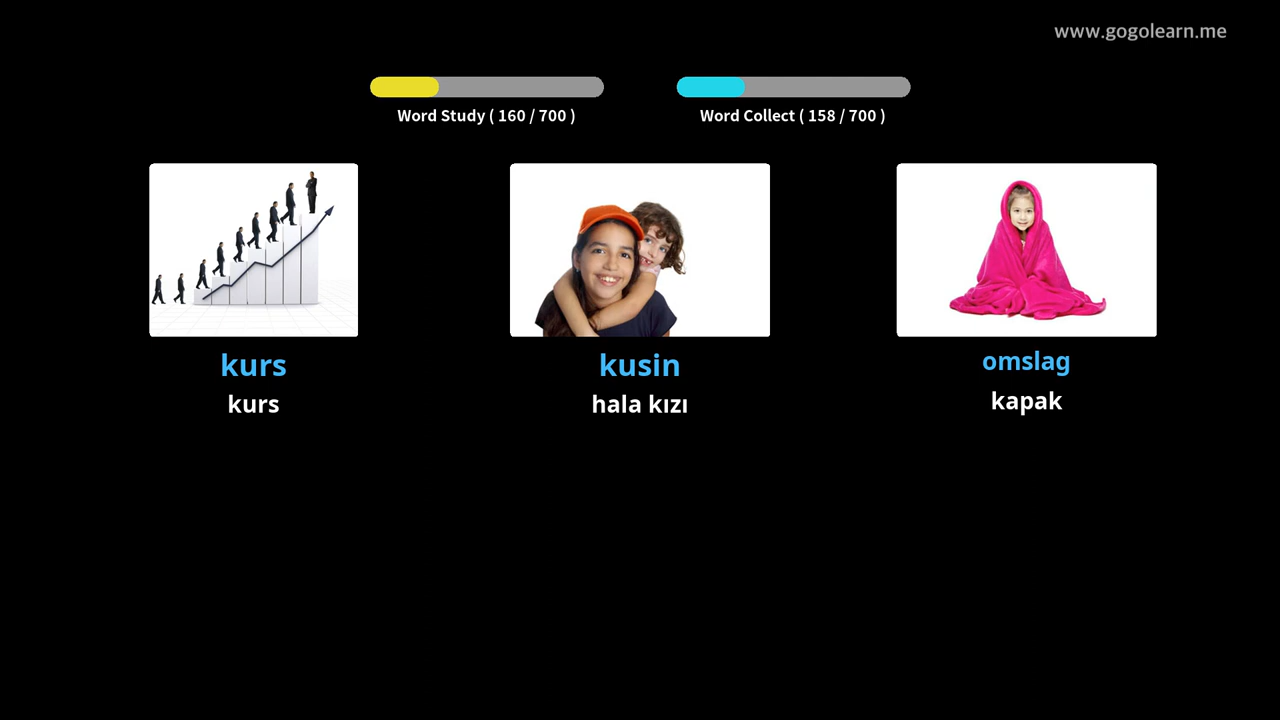 www.gogolearn.me
Word Study ( 160 / 700 )
Word Collect ( 158 / 700 )
kurs
kurs
kusin
hala kızı
omslag
kapak